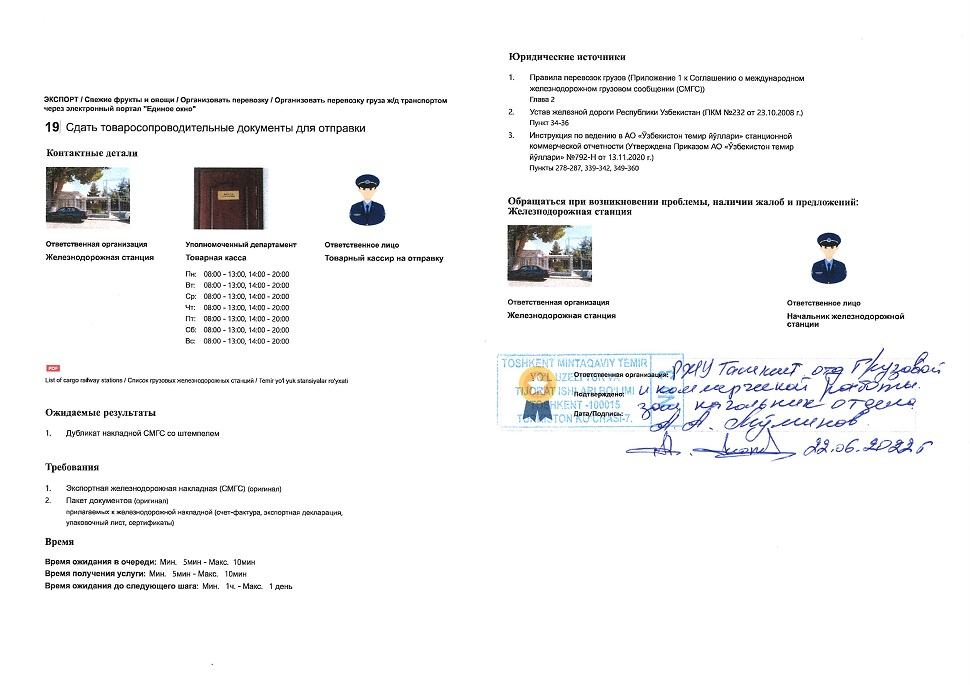 ЭКСПОРТ / Свежие фрукты и овощи / Организовать перевозку / Организовать перевозку груза ж/д транспортом
через электронный портал "Единое окно"
19 Сдать товаросопроводительные документы для отправки
Контактные детали
Ответственная организация
Железнодорожная станция
Уполномоченный департамент
Товарная касса
Пн: 08:00 - 13:00, 14:00 - 20:00
Вт: 08:00 - 13:00, 14:00 - 20:00
Ср: 08:00 - 13:00, 14:00 - 20:00
Чт: 08:00 - 13:00, 14:00 - 20:00
Пт: 08:00 - 13:00, 14:00 - 20:00
Сб: 08:00 - 13:00, 14:00 - 20:00
Вс: 08:00 - 13:00, 14:00 - 20:00
Ответственное лицо
Товарный кассир на отправку
PDF
List of cargo railway stations / Список грузовых железнодорожных станций / Temir yo'l yuk stansiyalar ro'yxati
Ожидаемые результаты
1. Дубликат накладной СМГС со штемпелем
Требования
1. Экспортная железнодорожная накладная (СМГС) (оригинал)
2. Пакет документов (оригинал)
прилагаемых к железнодорожной накладной (счет-фактура, экспортная декларация,
упаковочный лист, сертификаты)
Время
Время ожидания в очереди: Мин. 5мин - Макс. 10мин
Время получения услуги: Мин. 5мин - Макс. 10мин
Время ожидания до следующего шага: Мин. 1ч. - Макс. 1 день
Юридические источники
1. Правила перевозок грузов (Приложение 1 к Соглашению о международном
железнодорожном грузовом сообщении (СМГС))
Глава 2
2. Устав железной дороги Республики Узбекистан (ПКМ №232 от 23.10.2008 г.)
Пункт 34-36
3. Инструкция по ведению в АО «Ўзбекистон темир йўллари» станционной
коммерческой отчетности (Утверждена Приказом АО «Ўзбекистон темир
йўллари» №792-Н от 13.11.2020 г.)
Пункты 278-287, 339-342, 349-360
Обращаться при возникновении проблемы, наличии жалоб и предложений:
Железнодорожная станция
Ответственная организация
Железнодорожная станция
Ответственное лицо
Начальник железнодорожной
станции
TOSHKENT MINTAQAVIY TEMIR
YO'L UZELI YUK VA
TIJORAT ISHLARI BO'LIMI
TOSHKENT -100015
Ответственная организация: РЖУ Ташкент отд Грузовой
Подтверждено: и коммерческой работы.
Дата/Подпись: зам начальник отдела
А. А. Муминов
22.06.2022г